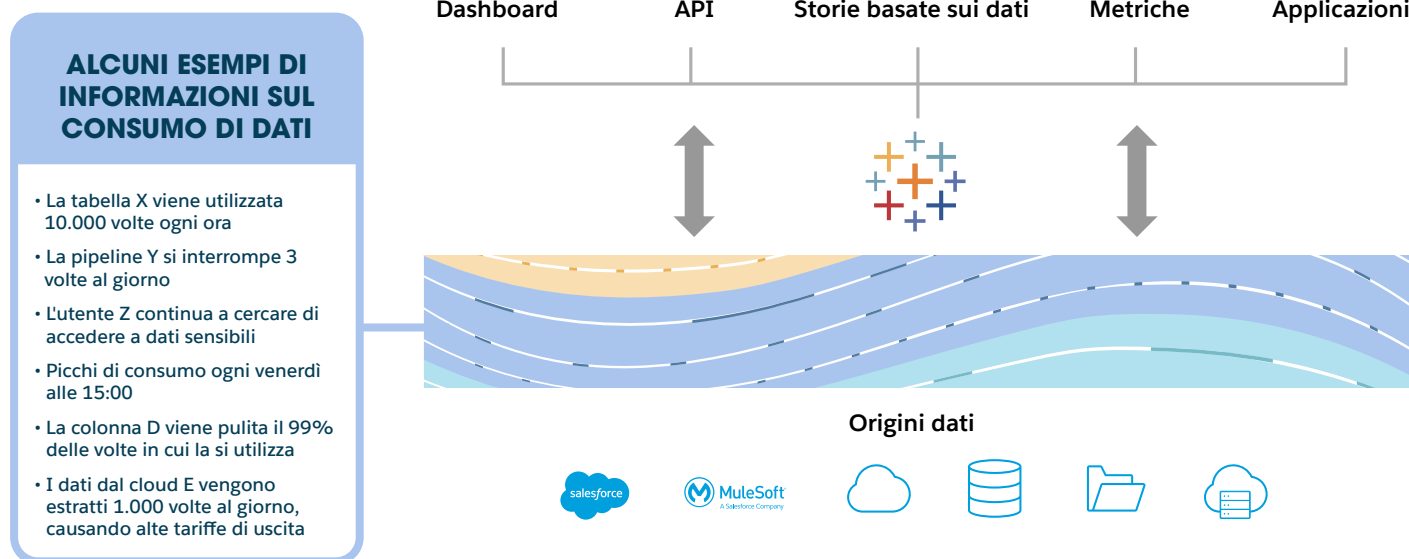 Dashboard
API
Storie basate sui dati
Metriche
Applicazioni
ALCUNI ESEMPI DI
INFORMAZIONI SUL
CONSUMO DI DATI
• La tabella X viene utilizzata
10.000 volte ogni ora
• La pipeline Y si interrompe 3
volte al giorno
• L'utente Z continua a cercare di
accedere a dati sensibili
• Picchi di consumo ogni venerdì
alle 15:00
• La colonna D viene pulita il 99%
delle volte in cui la si utilizza
• I dati dal cloud E vengono
estratti 1.000 volte al giorno,
causando alte tariffe di uscita
Origini dati
salesforce
MuleSoft
A Salesforce Company